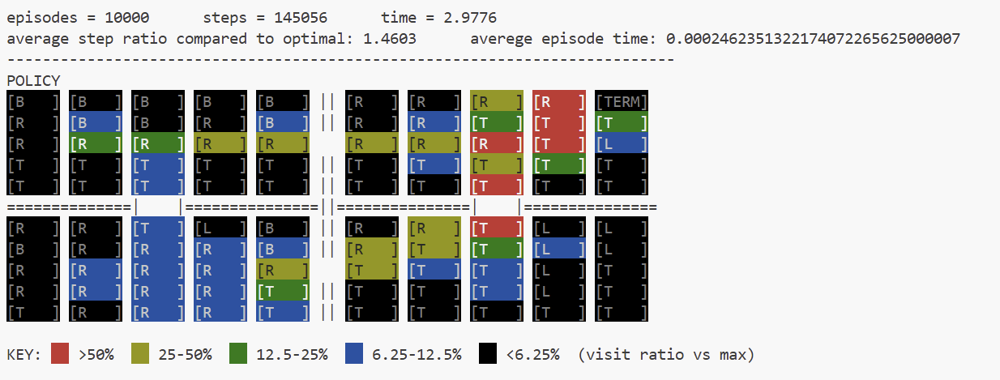 episodes = 10000 steps = 145056 time = 2.9776
average step ratio compared to optimal: 1.4603 averege episode time: 0.0002462351322174072265625000007
------------------------------------------------------------------------
POLICY
[B ] [B ] [B ] [B ] [B ] || [R ] [R ] [R ] [R ] [TERM]
[R ] [B ] [B ] [R ] [B ] || [R ] [R ] [T ] [T ] [T ]
[R ] [R ] [R ] [R ] [R ] [R ] [R ] [R ] [T ] [L ]
[T ] [T ] [T ] [T ] [T ] || [T ] [T ] [T ] [T ] [T ]
[T ] [T ] [T ] [T ] [T ] || [T ] [T ] [T ] [T ] [T ]
==============| |===============||===============| |===============
[R ] [R ] [T ] [L ] [B ] || [R ] [R ] [T ] [L ] [L ]
[B ] [R ] [R ] [R ] [B ] || [R ] [T ] [T ] [L ] [L ]
[R ] [R ] [R ] [R ] [R ] [T ] [T ] [T ] [L ] [T ]
[R ] [R ] [R ] [R ] [T ] || [T ] [T ] [T ] [L ] [T ]
[T ] [R ] [R ] [R ] [T ] || [T ] [T ] [T ] [T ] [T ]
KEY: >50% 25-50% 12.5-25% 6.25-12.5% <6.25% (visit ratio vs max)